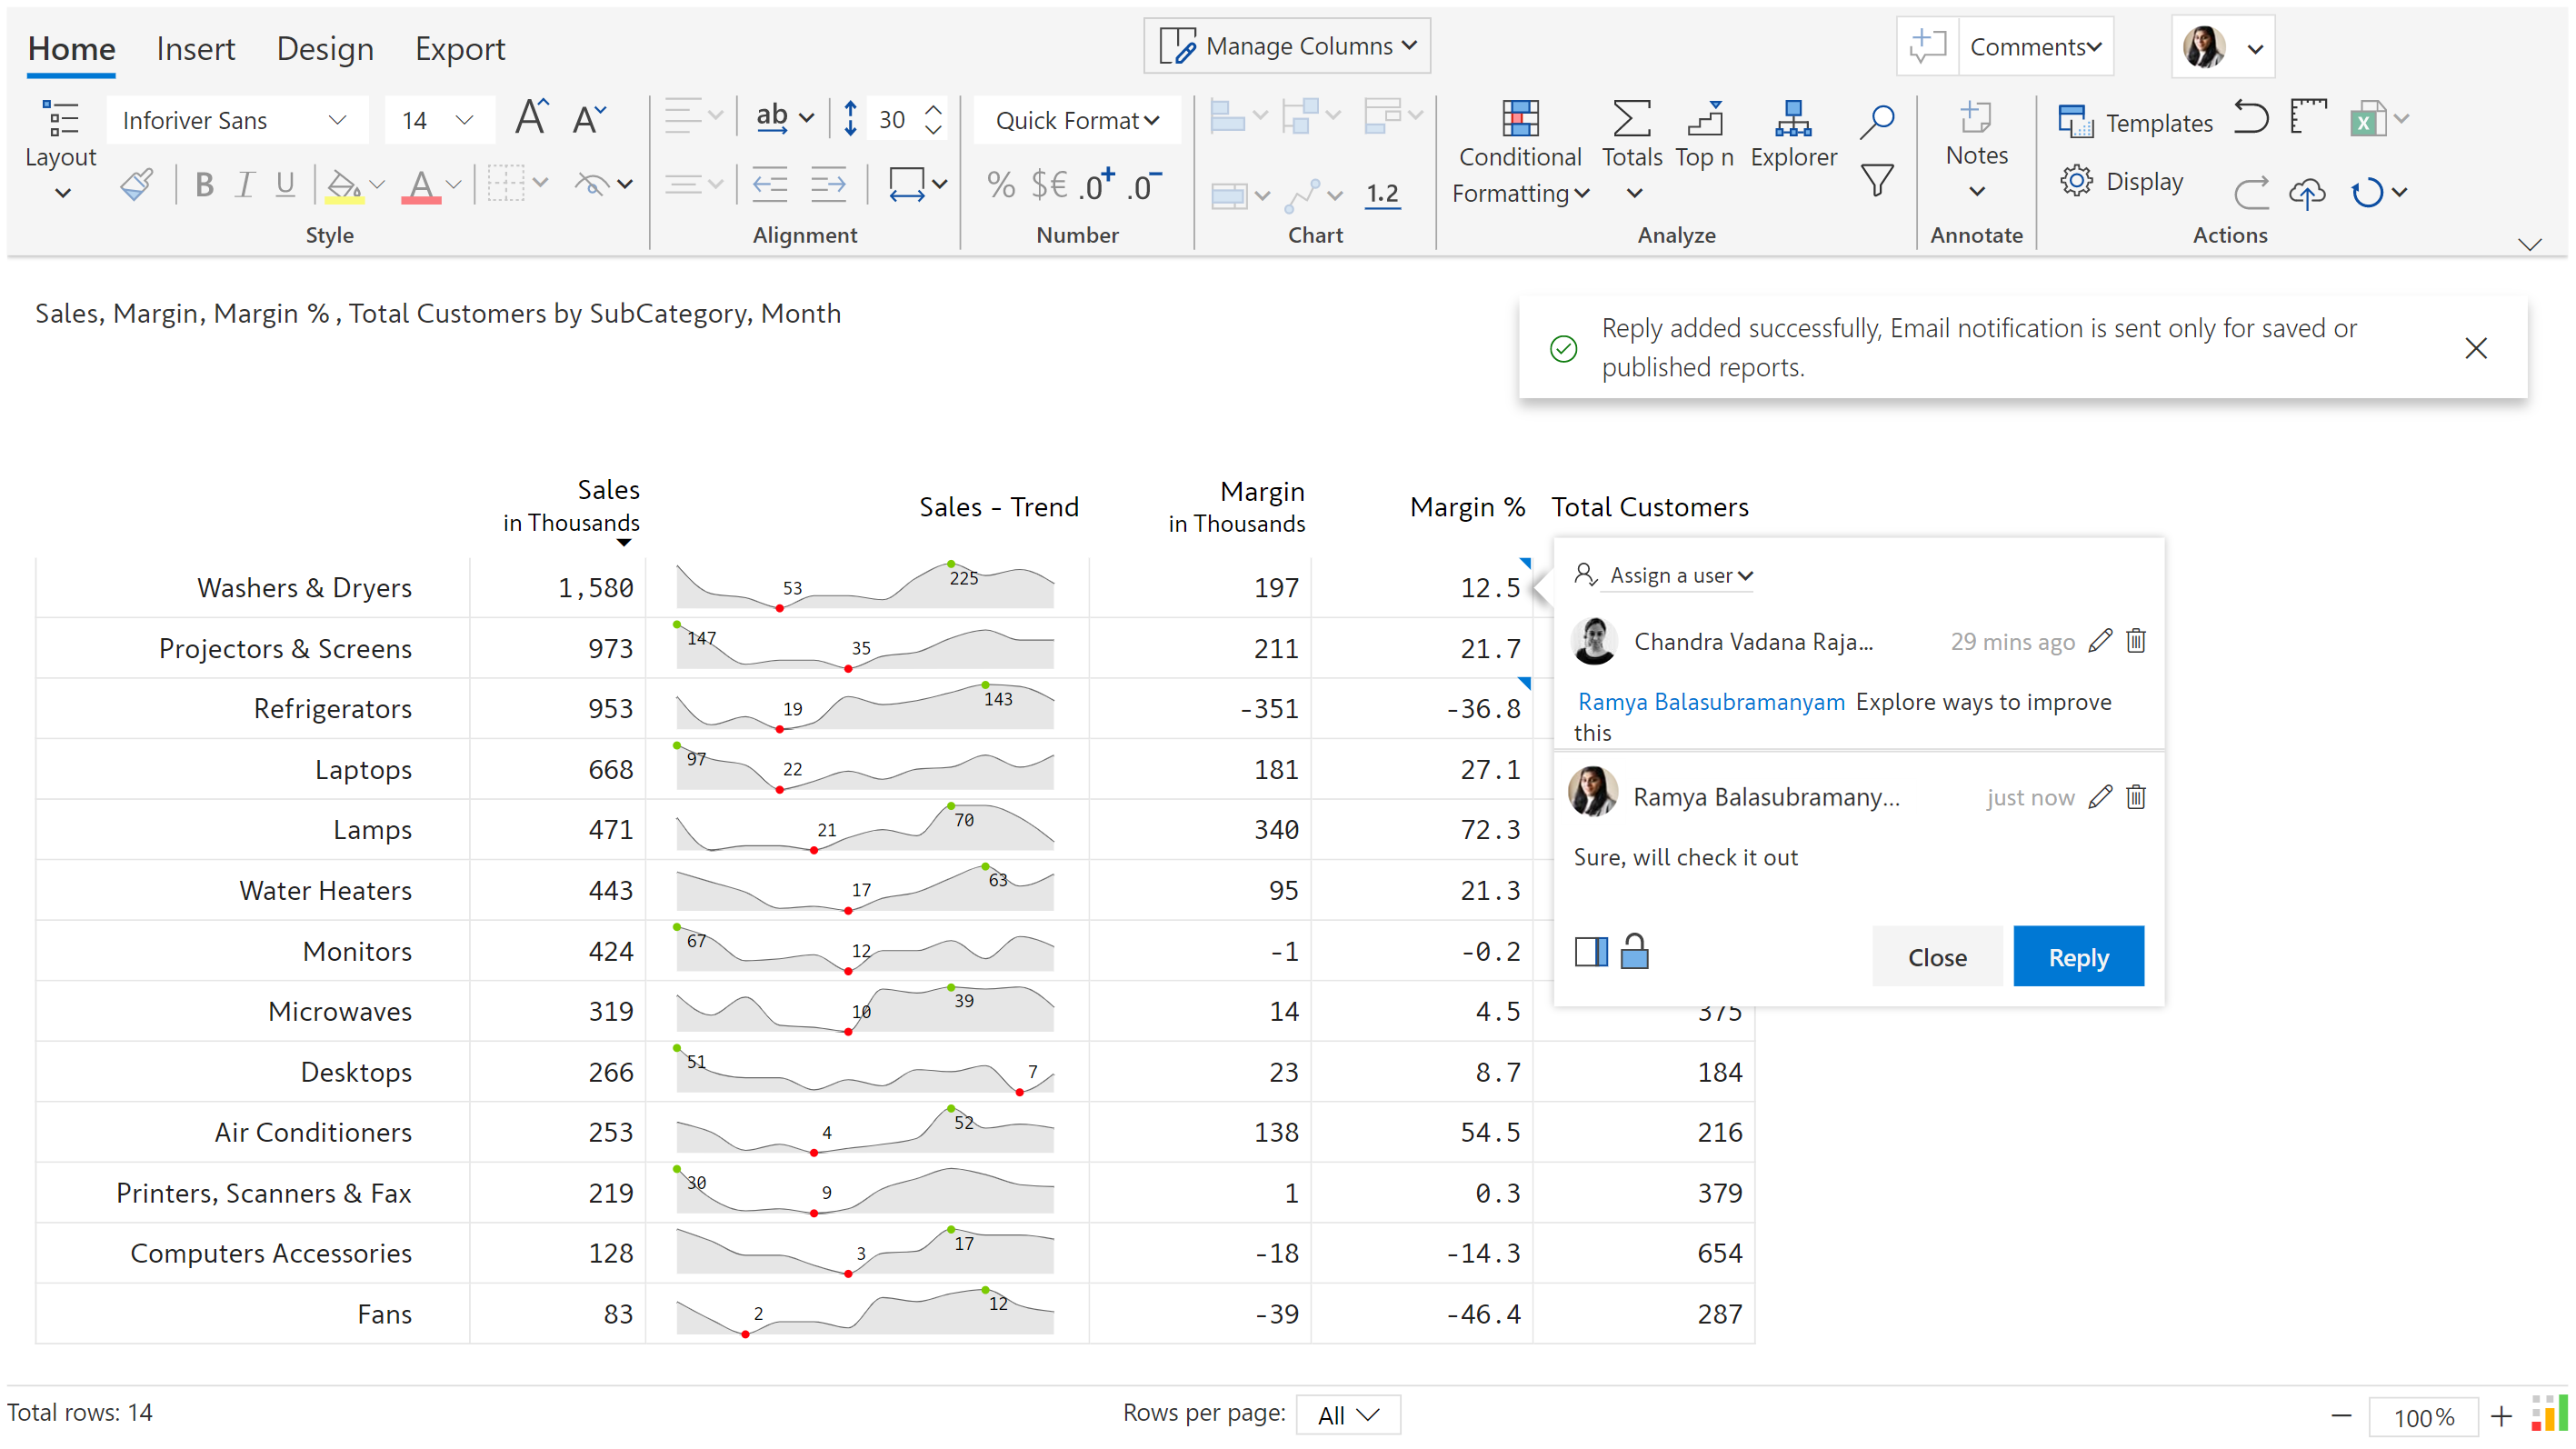 Home Insert Design Export Manage Columns Comments
Inforiver Sans 14 A A ab 30 Quick Format Conditional Formatting Totals Top n Explorer Notes Templates
Layout B I U A % $€ .0+ .0- 1.2 Display
Style Alignment Number Chart Analyze Annotate Actions
Sales, Margin, Margin % , Total Customers by SubCategory, Month
Reply added successfully, Email notification is sent only for saved or
published reports.
Sales in Thousands Sales - Trend Margin in Thousands Margin % Total Customers
Washers & Dryers 1,580 53 225 197 12.5
Projectors & Screens 973 147 35 211 21.7
Refrigerators 953 19 143 -351 -36.8
Laptops 668 97 22 181 27.1
Lamps 471 21 70 340 72.3
Water Heaters 443 17 63 95 21.3
Monitors 424 67 12 -1 -0.2
Microwaves 319 10 39 14 4.5 375
Desktops 266 51 7 23 8.7 184
Air Conditioners 253 4 52 138 54.5 216
Printers, Scanners & Fax 219 30 9 1 0.3 379
Computers Accessories 128 3 17 -18 -14.3 654
Fans 83 2 12 -39 -46.4 287
Assign a user
Chandra Vadana Raja... 29 mins ago
Ramya Balasubramanyam Explore ways to improve
this
Ramya Balasubramany... just now
Sure, will check it out
Close Reply
Total rows: 14 Rows per page: All 100%